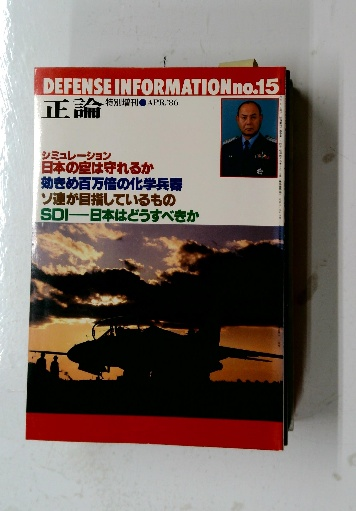 DEFENSE INFORMATION no.15
正論 特別増刊●APR.'86
シミュレーション
日本の空は守れるか
効きめ百万倍の化学兵器
ソ連が目指しているもの
SDI──日本はどうすべきか